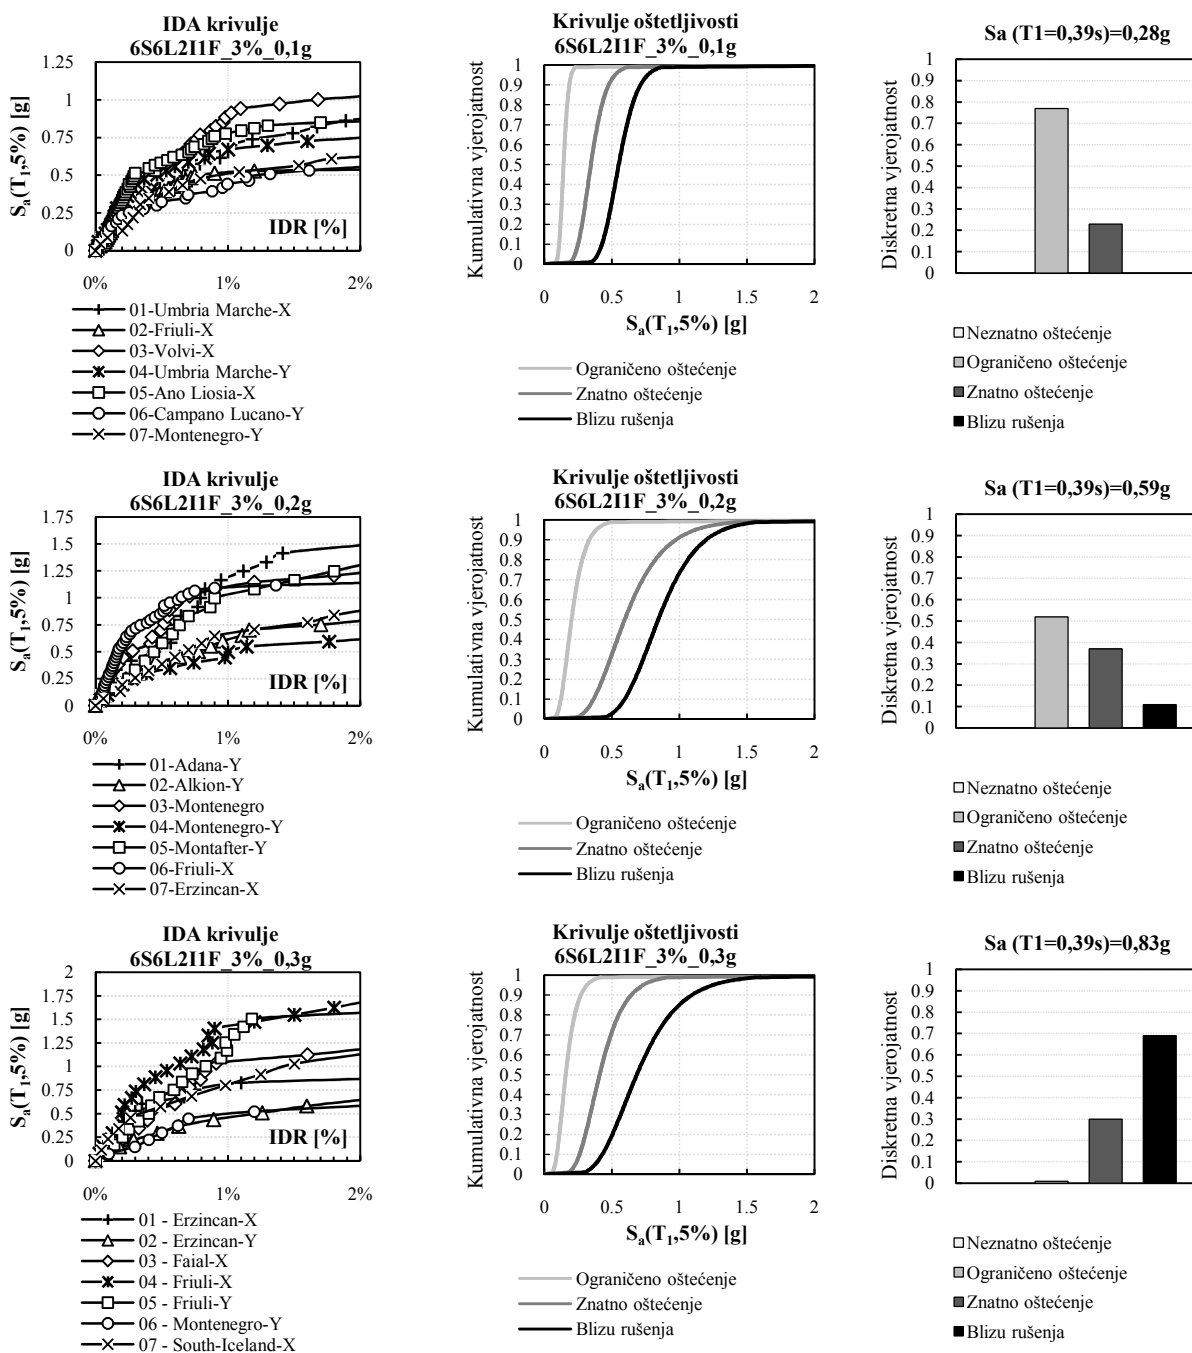 IDA krivulje
6S6L2I1F_3%_0,1g
Sa(T1,5%) [g]
1.25
1
0.75
0.5
0.25
0
IDR [%]
0%
1%
2%
01-Umbria Marche-X
02-Friuli-X
03-Volvi-X
04-Umbria Marche-Y
05-Ano Liosia-X
06-Campano Lucano-Y
07-Montenegro-Y
Krivulje oštetljivosti
6S6L2I1F_3%_0,1g
Kumulativna vjerojatnost
1
0.9
0.8
0.7
0.6
0.5
0.4
0.3
0.2
0.1
0
0
0.5
1
1.5
2
Sa(T1,5%) [g]
Ograničeno oštećenje
Znatno oštećenje
Blizu rušenja
Sa (T1=0,39s)=0,28g
Diskretna vjerojatnost
1
0.9
0.8
0.7
0.6
0.5
0.4
0.3
0.2
0.1
0
Neznatno oštećenje
Ograničeno oštećenje
Znatno oštećenje
Blizu rušenja
IDA krivulje
6S6L2I1F_3%_0,2g
Sa(T1,5%) [g]
1.75
1.5
1.25
1
0.75
0.5
0.25
0
IDR [%]
0%
1%
2%
01-Adana-Y
02-Alkion-Y
03-Montenegro
04-Montenegro-Y
05-Montafter-Y
06-Friuli-X
07-Erzincan-X
Krivulje oštetljivosti
6S6L2I1F_3%_0,2g
Kumulativna vjerojatnost
1
0.9
0.8
0.7
0.6
0.5
0.4
0.3
0.2
0.1
0
0
0.5
1
1.5
2
Sa(T1,5%) [g]
Ograničeno oštećenje
Znatno oštećenje
Blizu rušenja
Sa (T1=0,39s)=0,59g
Diskretna vjerojatnost
1
0.9
0.8
0.7
0.6
0.5
0.4
0.3
0.2
0.1
0
Neznatno oštećenje
Ograničeno oštećenje
Znatno oštećenje
Blizu rušenja
IDA krivulje
6S6L2I1F_3%_0,3g
Sa(T1,5%) [g]
2
1.75
1.5
1.25
1
0.75
0.5
0.25
0
IDR [%]
0%
1%
2%
01 - Erzincan-X
02 - Erzincan-Y
03 - Faial-X
04 - Friuli-X
05 - Friuli-Y
06 - Montenegro-Y
07 - South-Iceland-X
Krivulje oštetljivosti
6S6L2I1F_3%_0,3g
Kumulativna vjerojatnost
1
0.9
0.8
0.7
0.6
0.5
0.4
0.3
0.2
0.1
0
0
0.5
1
1.5
2
Sa(T1,5%) [g]
Ograničeno oštećenje
Znatno oštećenje
Blizu rušenja
Sa (T1=0,39s)=0,83g
Diskretna vjerojatnost
1
0.9
0.8
0.7
0.6
0.5
0.4
0.3
0.2
0.1
0
Neznatno oštećenje
Ograničeno oštećenje
Znatno oštećenje
Blizu rušenja